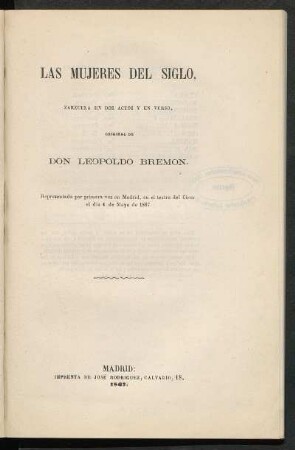 LAS MUJERES DEL SIGLO,
ZARZUELA EN DOS ACTOS Y EN VERSO,
ORIGINAL DE
DON LEOPOLDO BREMON.
Representada por primera vez en Madrid, en el teatro del Circo
el dia 4 de Mayo de 1867.
MADRID:
IMPRENTA DE JOSÉ RODRIGUEZ, CALVARIO, 18.
1867.